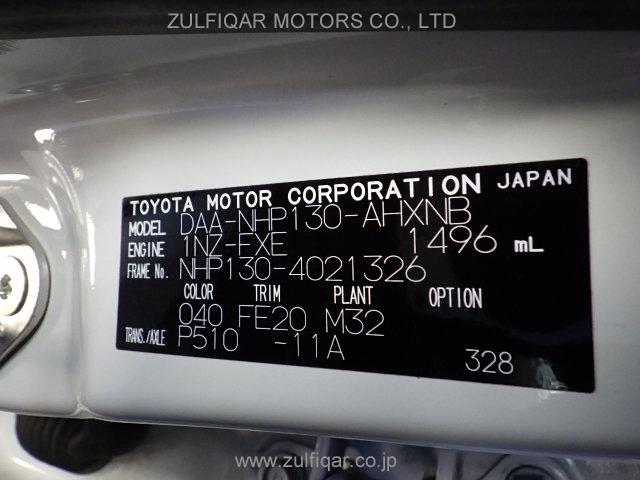 ZULFIQAR MOTORS CO., LTD
TOYOTA MOTOR CORPORATION JAPAN
MODEL DAA-NHP130-AHXNB
ENGINE 1NZ-FXE 1496 mL
FRAME No. NHP130-4021326
COLOR TRIM PLANT OPTION
040 FE20 M32
TRANS./AXLE P510 -11A
328
www.zulfiqar.co.jp